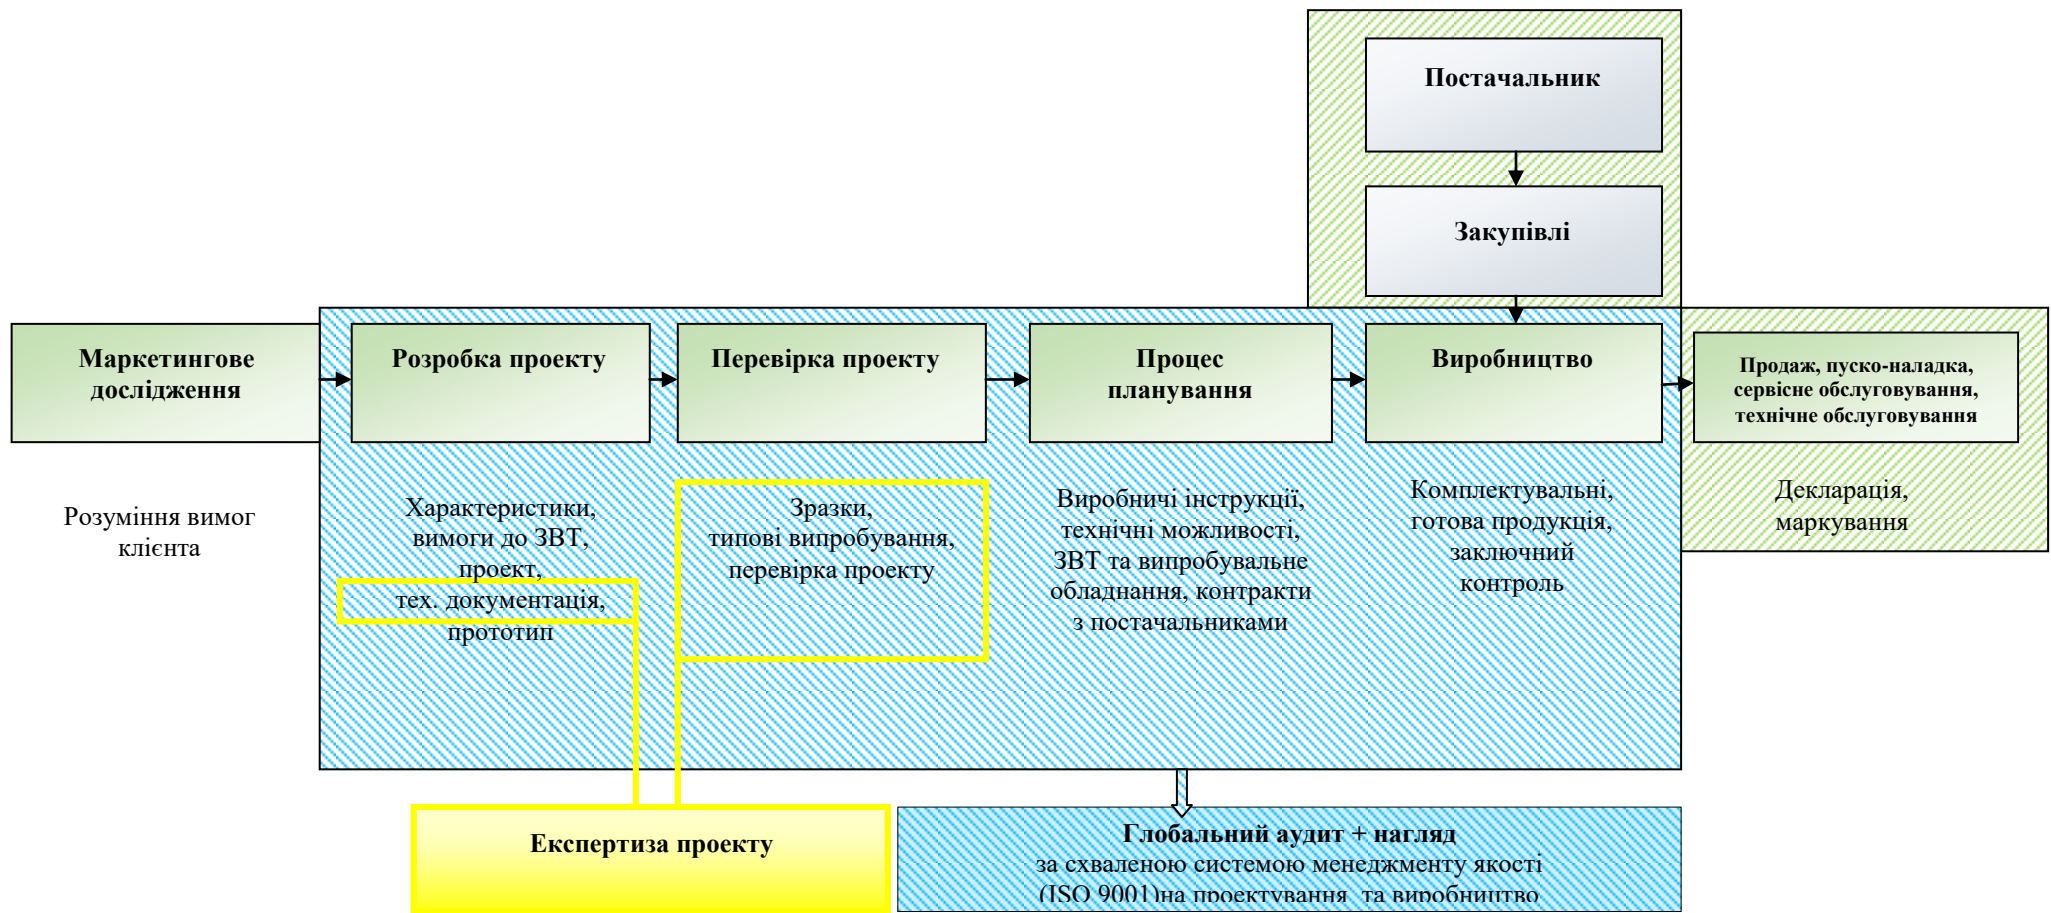 Постачальник
Закупівлі
Маркетингове
дослідження
Розробка проекту
Перевірка проекту
Процес
планування
Виробництво
Продаж, пуско-наладка,
сервісне обслуговування,
технічне обслуговування
Розуміння вимог
клієнта
Характеристики,
вимоги до ЗВТ,
проект,
тех. документація,
прототип
Зразки,
типові випробування,
перевірка проекту
Виробничі інструкції,
технічні можливості,
ЗВТ та випробувальне
обладнання, контракти
з постачальниками
Комплектувальні,
готова продукція,
заключний
контроль
Декларація,
маркування
Експертиза проекту
Глобальний аудит + нагляд
за схваленою системою менеджменту якості
(ISO 9001)на проектування та виробництво